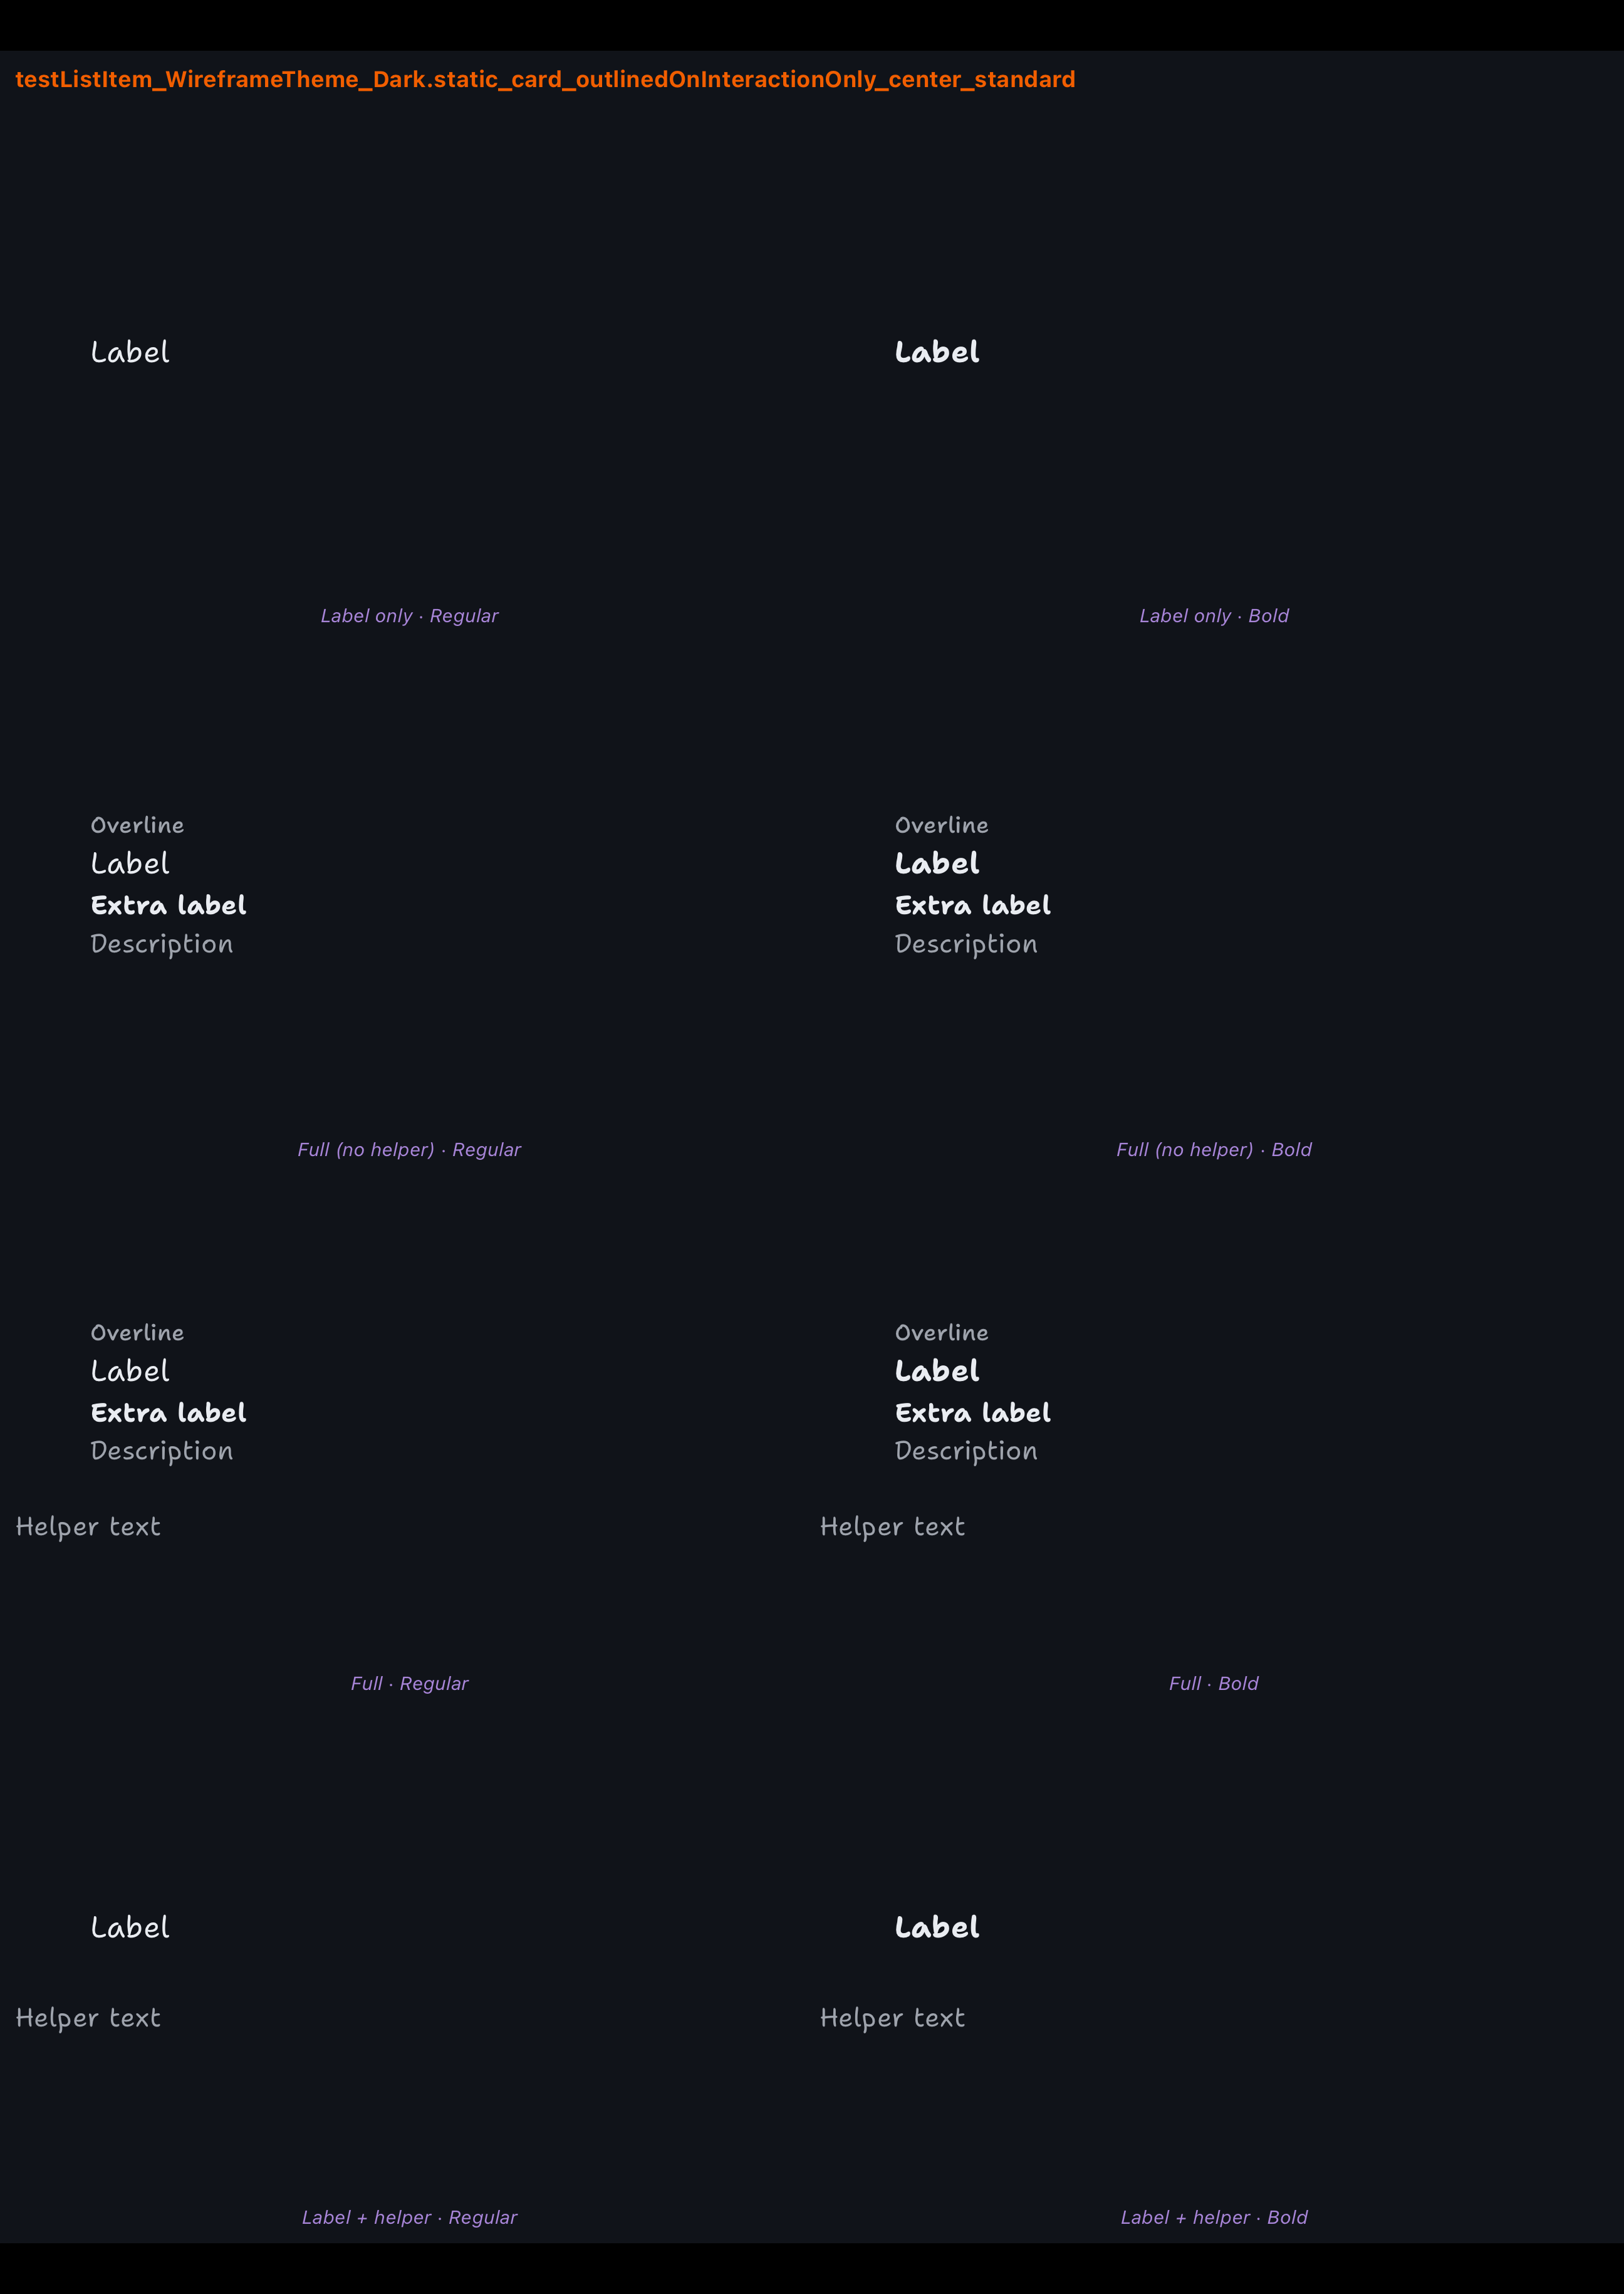 testListItem_WireframeTheme_Dark.static_card_outlinedOnInteractionOnly_center_standard
Label
Label
Label only · Regular
Label only · Bold
Overline
Label
Extra label
Description
Overline
Label
Extra label
Description
Full (no helper) · Regular
Full (no helper) · Bold
Overline
Label
Extra label
Description
Helper text
Overline
Label
Extra label
Description
Helper text
Full · Regular
Full · Bold
Label
Helper text
Label
Helper text
Label + helper · Regular
Label + helper · Bold